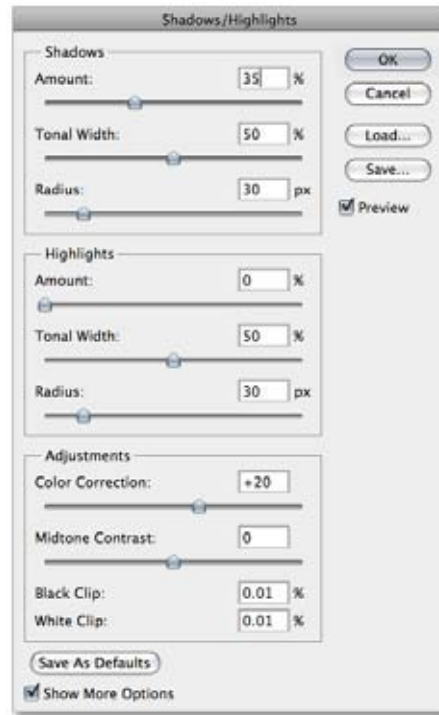 Shadows/Highlights
Shadows
Amount: 35 %
Tonal Width: 50 %
Radius: 30 px
Highlights
Amount: 0 %
Tonal Width: 50 %
Radius: 30 px
Adjustments
Color Correction: +20
Midtone Contrast: 0
Black Clip: 0.01 %
White Clip: 0.01 %
Save As Defaults
Show More Options
OK
Cancel
Load...
Save...
Preview